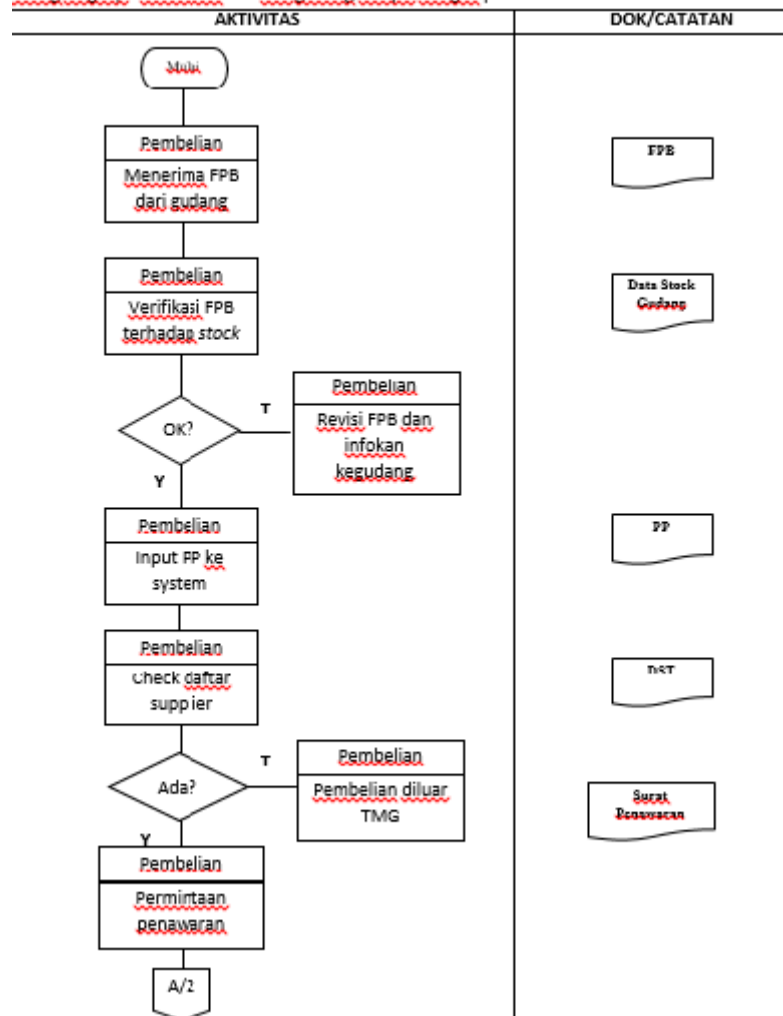 AKTIVITAS
DOK/CATATAN
Mulai
Pembelian
Menerima FPB
dari gudang
FPB
Pembelian
Verifikasi FPB
terhadap stock
Data Stock
Gudang
OK?
T
Pembelian
Revisi FPB dan
infokan
kegudang
Y
Pembelian
Input PP ke
system
PP
Pembelian
Check daftar
supplier
DST
Ada?
T
Pembelian
Pembelian diluar
TMG
Surat
Penawaran
Y
Pembelian
Permintaan
penawaran
A/2